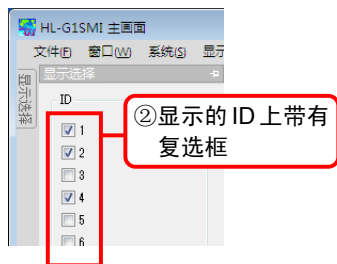 HL-G1SMI 主画面
文件(F) 窗口(W) 系统(S) 显示
显示选择
显示选择
ID
1
2
3
4
5
6
②显示的 ID 上带有
复选框